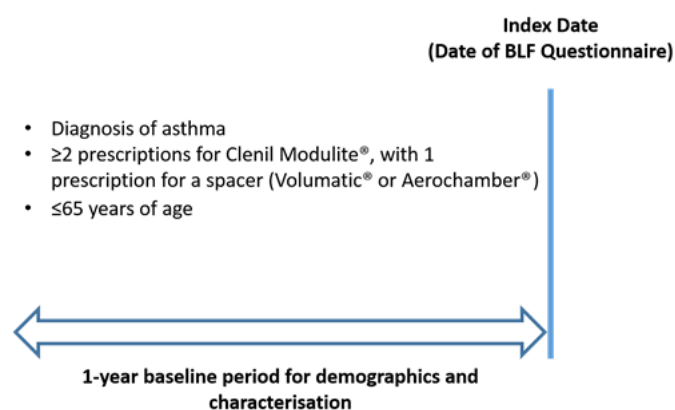 Index Date
(Date of BLF Questionnaire)
• Diagnosis of asthma
• ≥2 prescriptions for Clenil Modulite®, with 1
prescription for a spacer (Volumatic® or Aerochamber®)
• ≤65 years of age
1-year baseline period for demographics and
characterisation